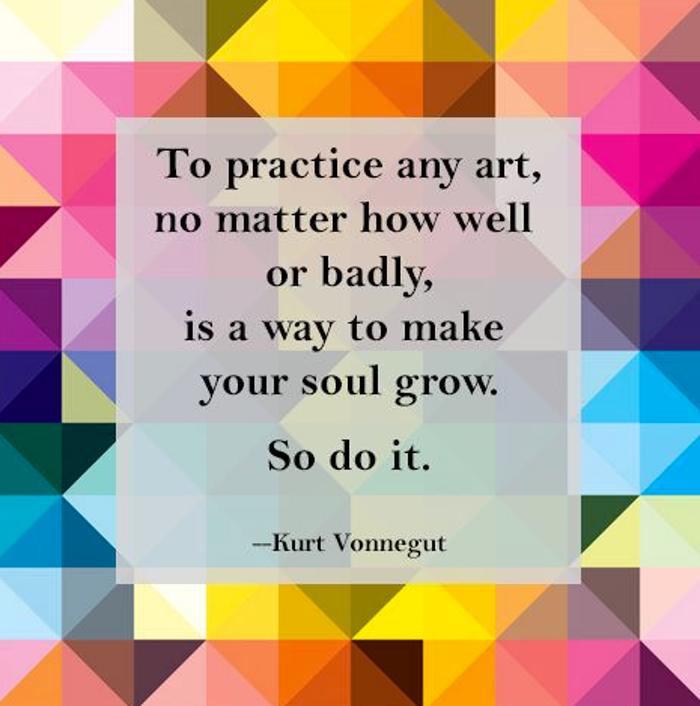 To practice any art,
no matter how well
or badly,
is a way to make
your soul grow.
So do it.
--Kurt Vonnegut